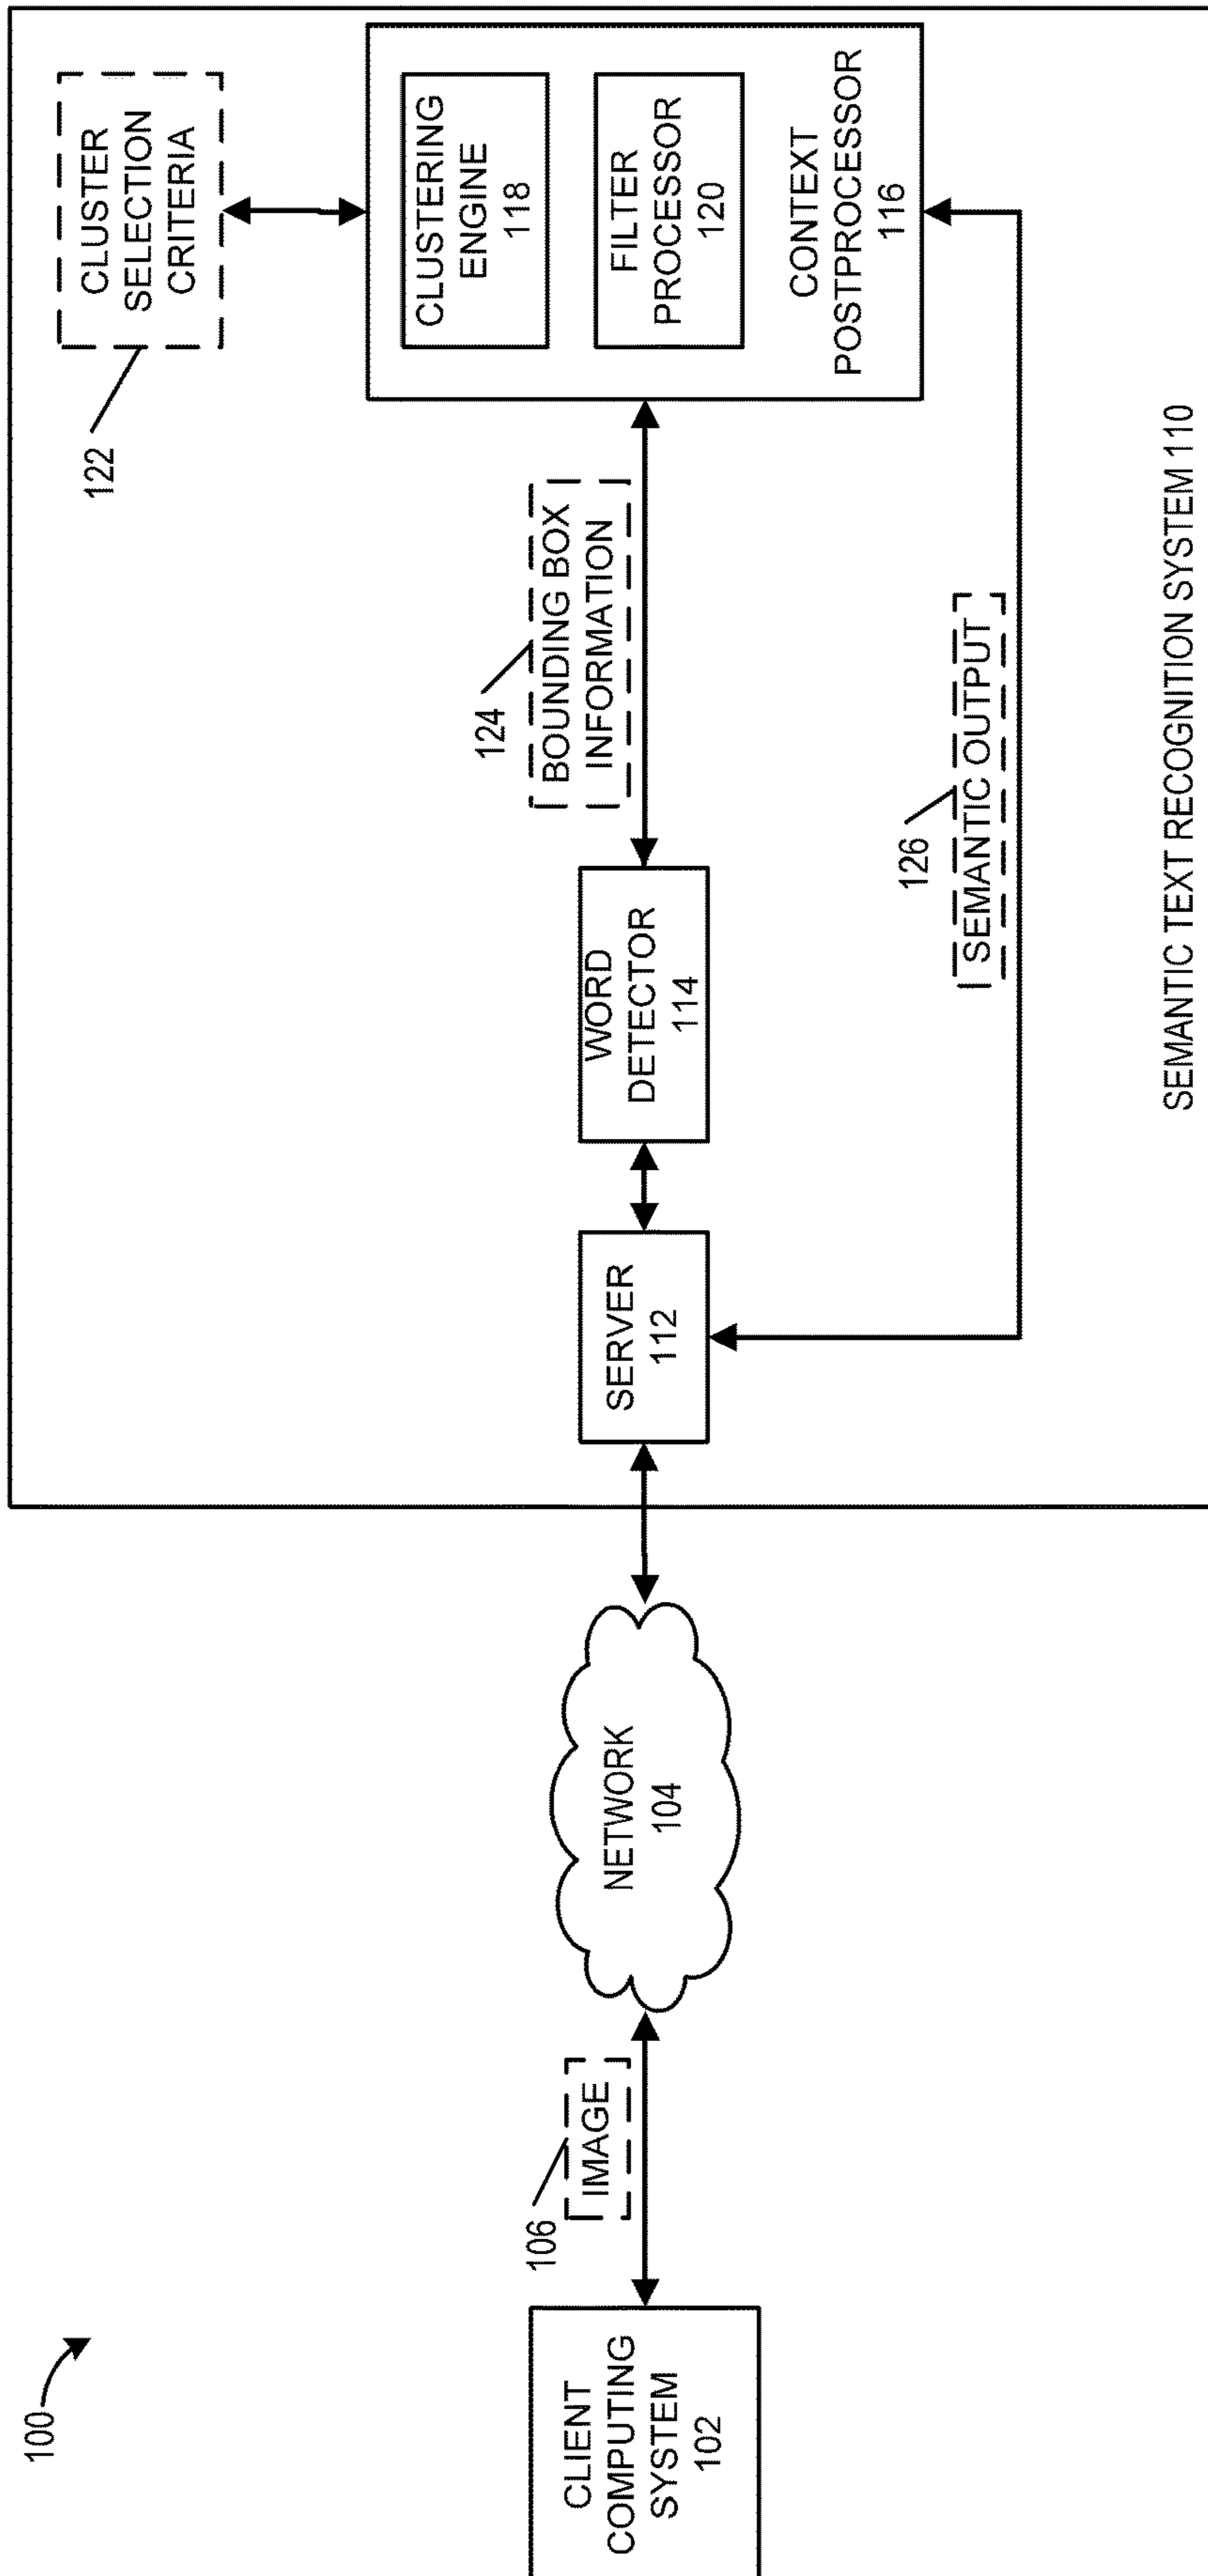 100
CLIENT
COMPUTING
SYSTEM
102
106
IMAGE
NETWORK
104
SERVER
112
WORD
DETECTOR
114
124
BOUNDING BOX
INFORMATION
122
CLUSTER
SELECTION
CRITERIA
CLUSTERING
ENGINE
118
FILTER
PROCESSOR
120
CONTEXT
POSTPROCESSOR
116
126
SEMANTIC OUTPUT
SEMANTIC TEXT RECOGNITION SYSTEM 110